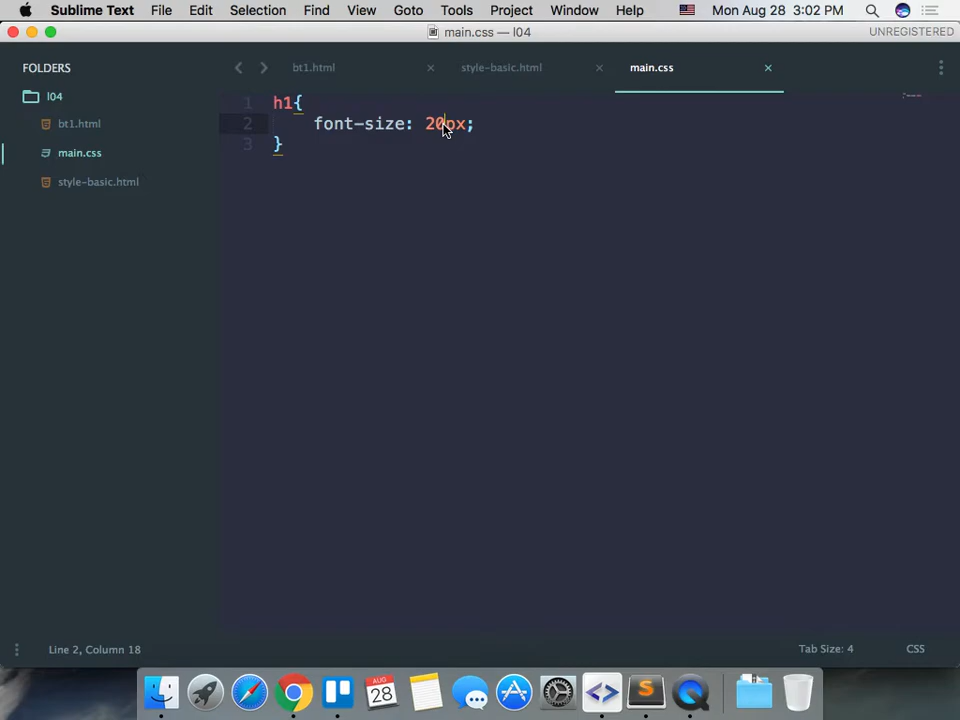 Sublime Text File Edit Selection Find View Goto Tools Project Window Help Mon Aug 28 3:02 PM
main.css — l04 UNREGISTERED
FOLDERS
l04
bt1.html
main.css
style-basic.html
bt1.html × style-basic.html × main.css ×
1 h1{
2 font-size: 20px;
3 }
Line 2, Column 18 Tab Size: 4 CSS
AUG
28